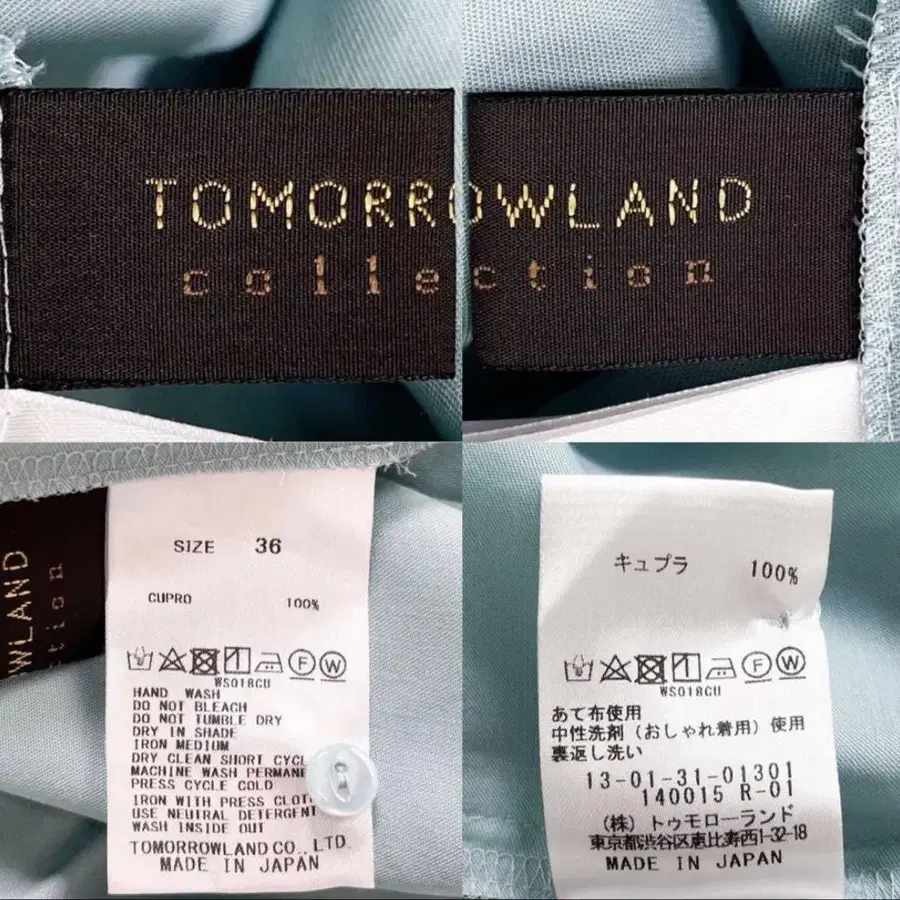 TOMORROWLAND
collection
SIZE 36
CUPRO 100%
WS018CU
HAND WASH
DO NOT BLEACH
DO NOT TUMBLE DRY
DRY IN SHADE
IRON MEDIUM
DRY CLEAN SHORT CYCL
MACHINE WASH PERMANE
PRESS CYCLE COLD
IRON WITH PRESS CLOT
USE NEUTRAL DETERGENT
WASH INSIDE OUT
TOMORROWLAND CO., LTD.
MADE IN JAPAN
OWLAND
ction
キュプラ 100%
WS018CU
あて布使用
中性洗剤（おしゃれ着用）使用
裏返し洗い
13-01-31-01301
140015 R-01
（株）トゥモローランド
東京都渋谷区恵比寿西1-32-18
MADE IN JAPAN